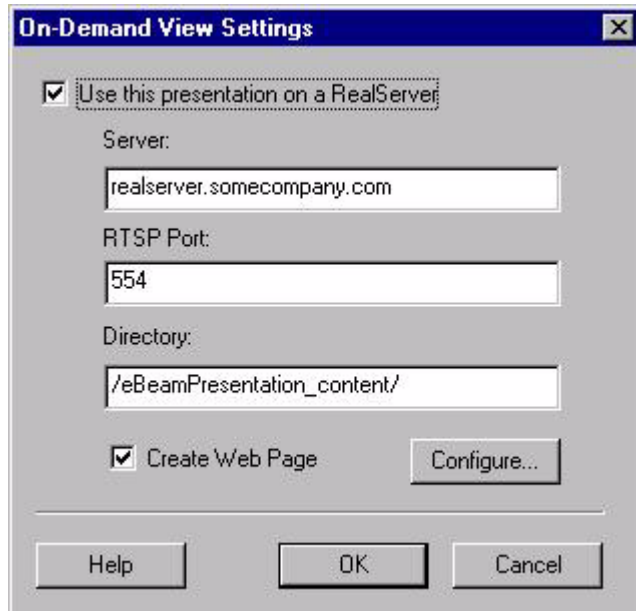 On-Demand View Settings
Use this presentation on a RealServer
Server:
realserver.somecompany.com
RTSP Port:
554
Directory:
/eBeamPresentation_content/
Create Web Page
Configure...
Help
OK
Cancel